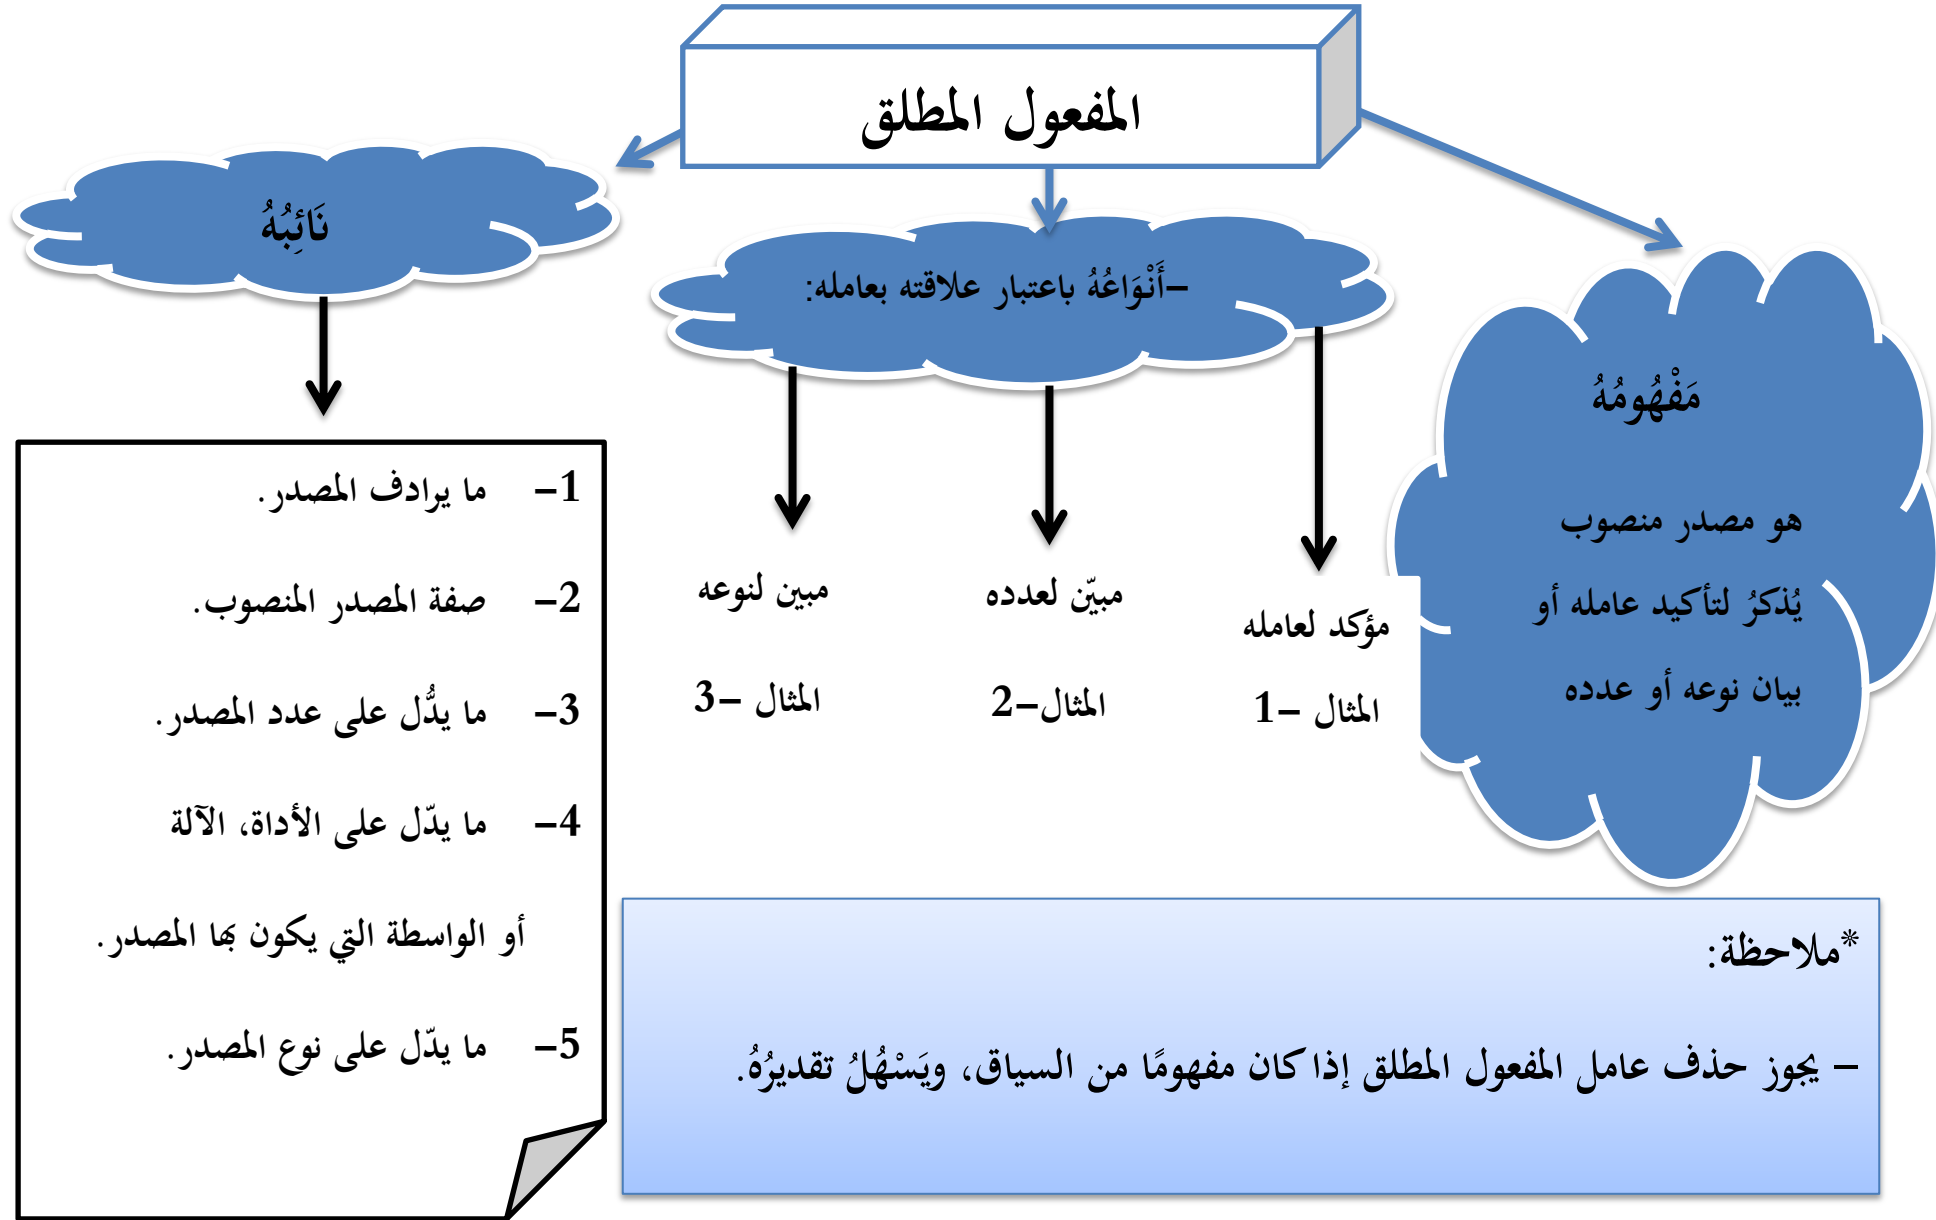 المفعول المطلق
مَفْهُومُهُ
هو مصدر منصوب
يُذكرُ لتأكيد عامله أو
بيان نوعه أو عدده
–أَنْوَاعُهُ باعتبار علاقته بعامله:
مؤكد لعامله
المثال –1
مبيّن لعدده
المثال–2
مبين لنوعه
المثال –3
نَائِبُهُ
1– ما يرادف المصدر.
2– صفة المصدر المنصوب.
3– ما يدُّل على عدد المصدر.
4– ما يدّل على الأداة، الآلة
أو الواسطة التي يكون بها المصدر.
5– ما يدّل على نوع المصدر.
*ملاحظة:
– يجوز حذف عامل المفعول المطلق إذا كان مفهومًا من السياق، ويَسْهُلُ تقديرُهُ.